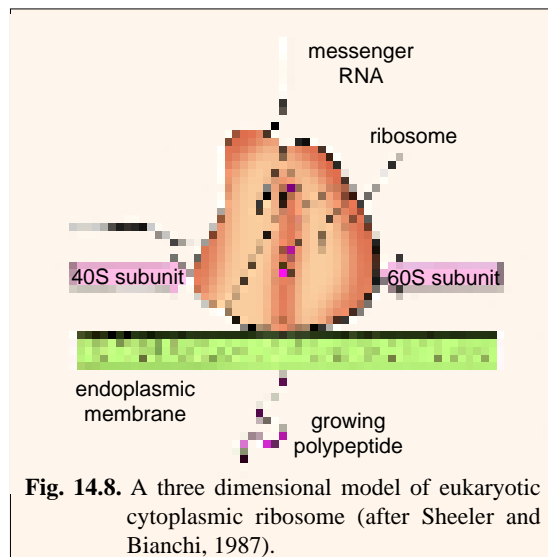 messenger
RNA
ribosome
40S subunit
60S subunit
endoplasmic
membrane
growing
polypeptide
Fig. 14.8. A three dimensional model of eukaryotic
cytoplasmic ribosome (after Sheeler and
Bianchi, 1987).